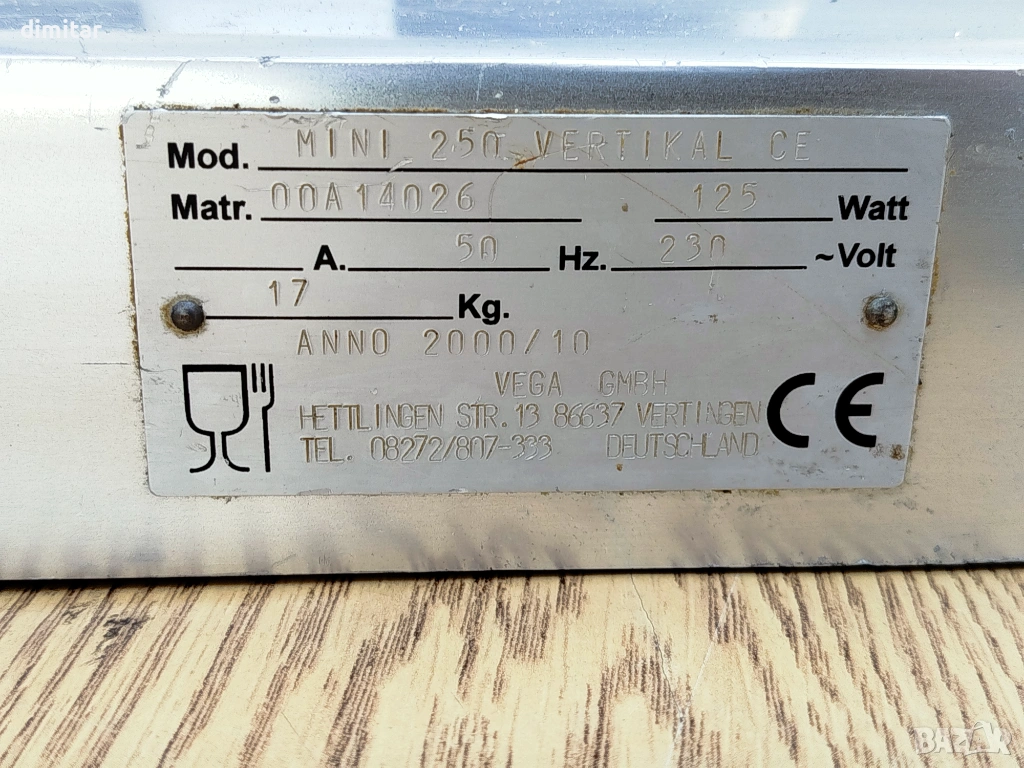 dimitar
Mod. MINI 250 VERTIKAL CE
Matr. 00A14026 125 Watt
A. 50 Hz. 230 ~Volt
17 Kg.
ANNO 2000/10
VEGA GMBH
HETTLINGEN STR. 13 86637 VERTINGEN
TEL. 08272/807-333 DEUTSCHLAND
CE
BAZAR